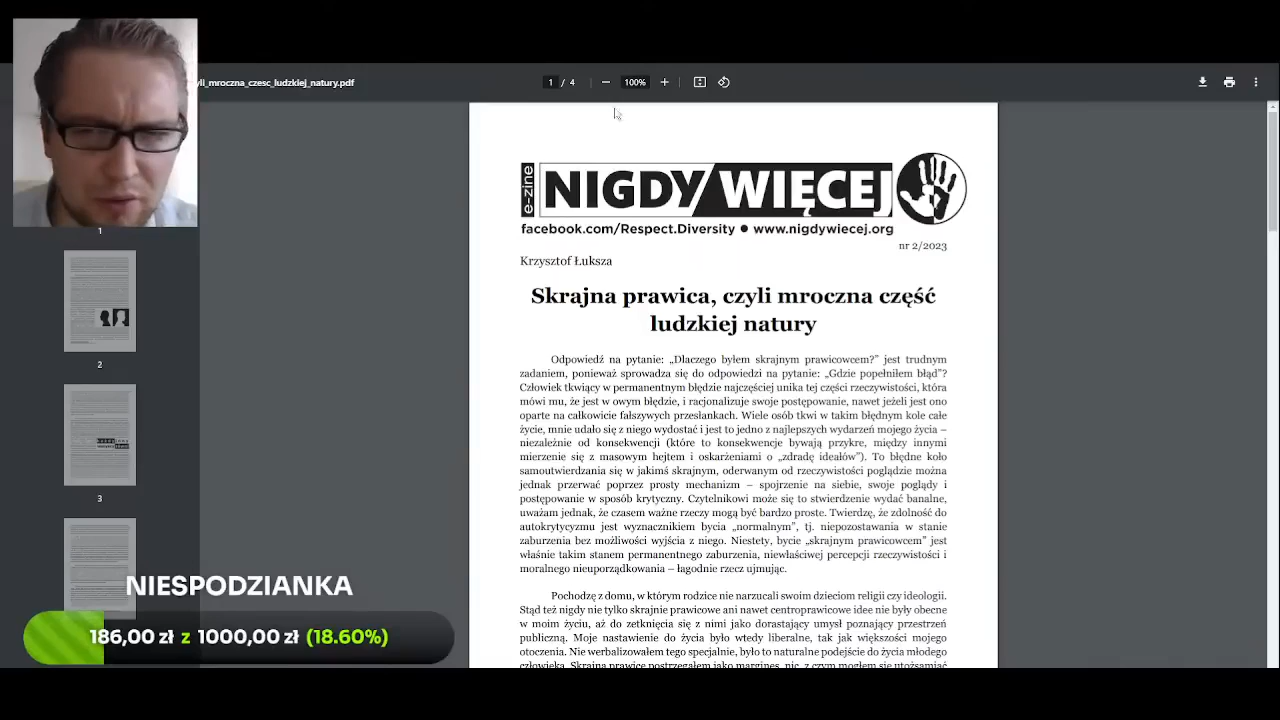 yli_mroczna_czesc_ludzkiej_natury.pdf
1 / 4
100%
e-zine
NIGDY WIĘCEJ
facebook.com/Respect.Diversity ● www.nigdywiecej.org
nr 2/2023
Krzysztof Łuksza
Skrajna prawica, czyli mroczna część
ludzkiej natury
Odpowiedź na pytanie: „Dlaczego byłem skrajnym prawicowcem?” jest trudnym
zadaniem, ponieważ sprowadza się do odpowiedzi na pytanie: „Gdzie popełniłem błąd”?
Człowiek tkwiący w permanentnym błędzie najczęściej unika tej części rzeczywistości, która
mówi mu, że jest w owym błędzie, i racjonalizuje swoje postępowanie, nawet jeżeli jest ono
oparte na całkowicie fałszywych przesłankach. Wiele osób tkwi w takim błędnym kole całe
życie, mnie udało się z niego wydostać i jest to jedno z najlepszych wydarzeń mojego życia –
niezależnie od konsekwencji (które to konsekwencje bywają przykre, między innymi
mierzenie się z masowym hejtem i oskarżeniami o „zdradę ideałów”). To błędne koło
samoutwierdzania się w jakimś skrajnym, oderwanym od rzeczywistości poglądzie można
jednak przerwać poprzez prosty mechanizm – spojrzenie na siebie, swoje poglądy i
postępowanie w sposób krytyczny. Czytelnikowi może się to stwierdzenie wydać banalne,
uważam jednak, że czasem ważne rzeczy mogą być bardzo proste. Twierdzę, że zdolność do
autokrytycyzmu jest wyznacznikiem bycia „normalnym”, tj. niepozostawania w stanie
zaburzenia bez możliwości wyjścia z niego. Niestety, bycie „skrajnym prawicowcem” jest
właśnie takim stanem permanentnego zaburzenia, niewłaściwej percepcji rzeczywistości i
moralnego nieuporządkowania – łagodnie rzecz ujmując.
Pochodzę z domu, w którym rodzice nie narzucali swoim dzieciom religii czy ideologii.
Stąd też nigdy nie tylko skrajnie prawicowe ani nawet centroprawicowe idee nie były obecne
w moim życiu, aż do zetknięcia się z nimi jako dorastający umysł poznający przestrzeń
publiczną. Moje nastawienie do życia było wtedy liberalne, tak jak większości mojego
otoczenia. Nie werbalizowałem tego specjalnie, było to naturalne podejście do życia młodego
człowieka. Skrajną prawicę postrzegałem jako margines, nic, z czym mogłem się utożsamiać
1
2
3
NIESPODZIANKA
186,00 zł z 1000,00 zł (18.60%)